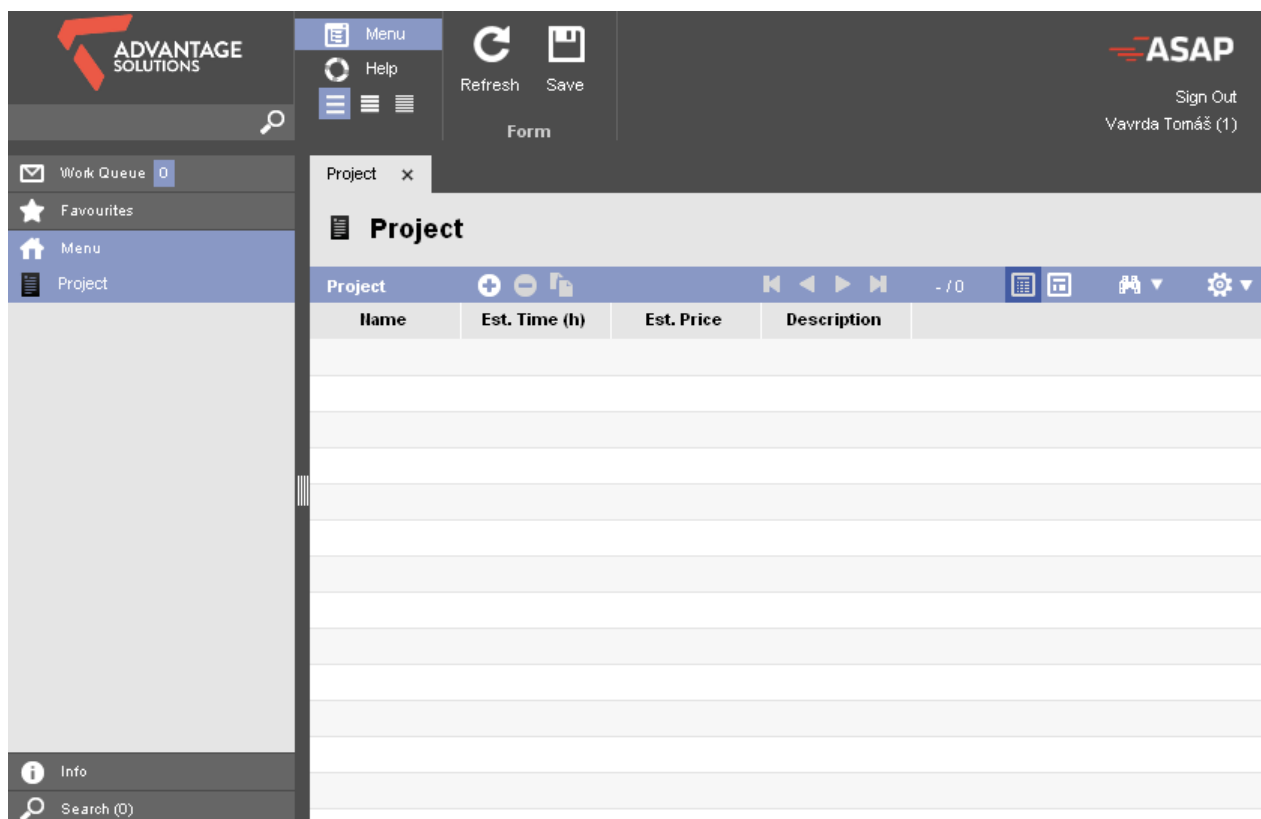 ADVANTAGE
SOLUTIONS
Menu
Help
Refresh Save
Form
ASAP
Sign Out
Vavrda Tomáš (1)
Work Queue 0
Favourites
Menu
Project
Project x
Project
Project - / 0
Name Est. Time (h) Est. Price Description
Info
Search (0)